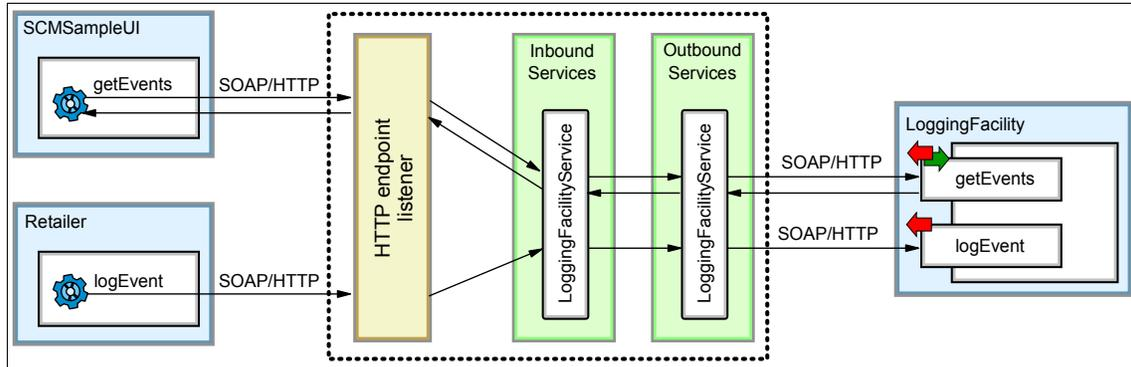 SCMSampleUI
getEvents
SOAP/HTTP
Retailer
logEvent
SOAP/HTTP
HTTP endpoint
listener
Inbound
Services
LoggingFacilityService
Outbound
Services
LoggingFacilityService
SOAP/HTTP
SOAP/HTTP
LoggingFacility
getEvents
logEvent